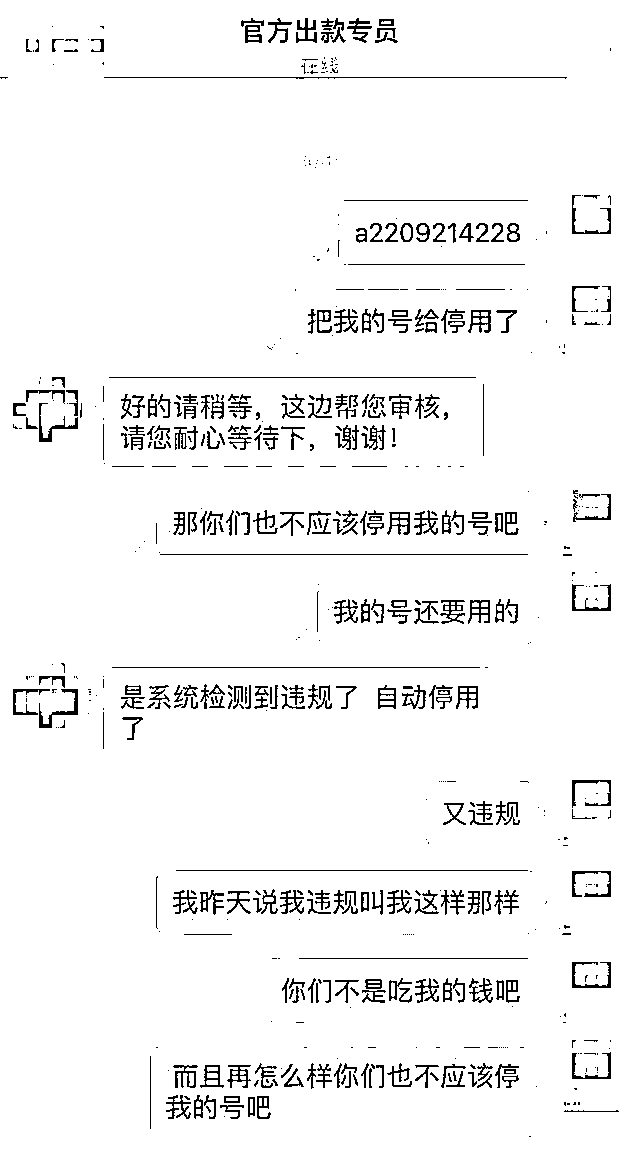 官方出款专员
在线
a2209214228
把我的号给停用了
好的请稍等，这边帮您审核，
请您耐心等待下，谢谢！
那你们也不应该停用我的号吧
我的号还要用的
是系统检测到违规了 自动停用
了
又违规
我昨天说我违规叫我这样那样
你们不是吃我的钱吧
而且再怎么样你们也不应该停
我的号吧